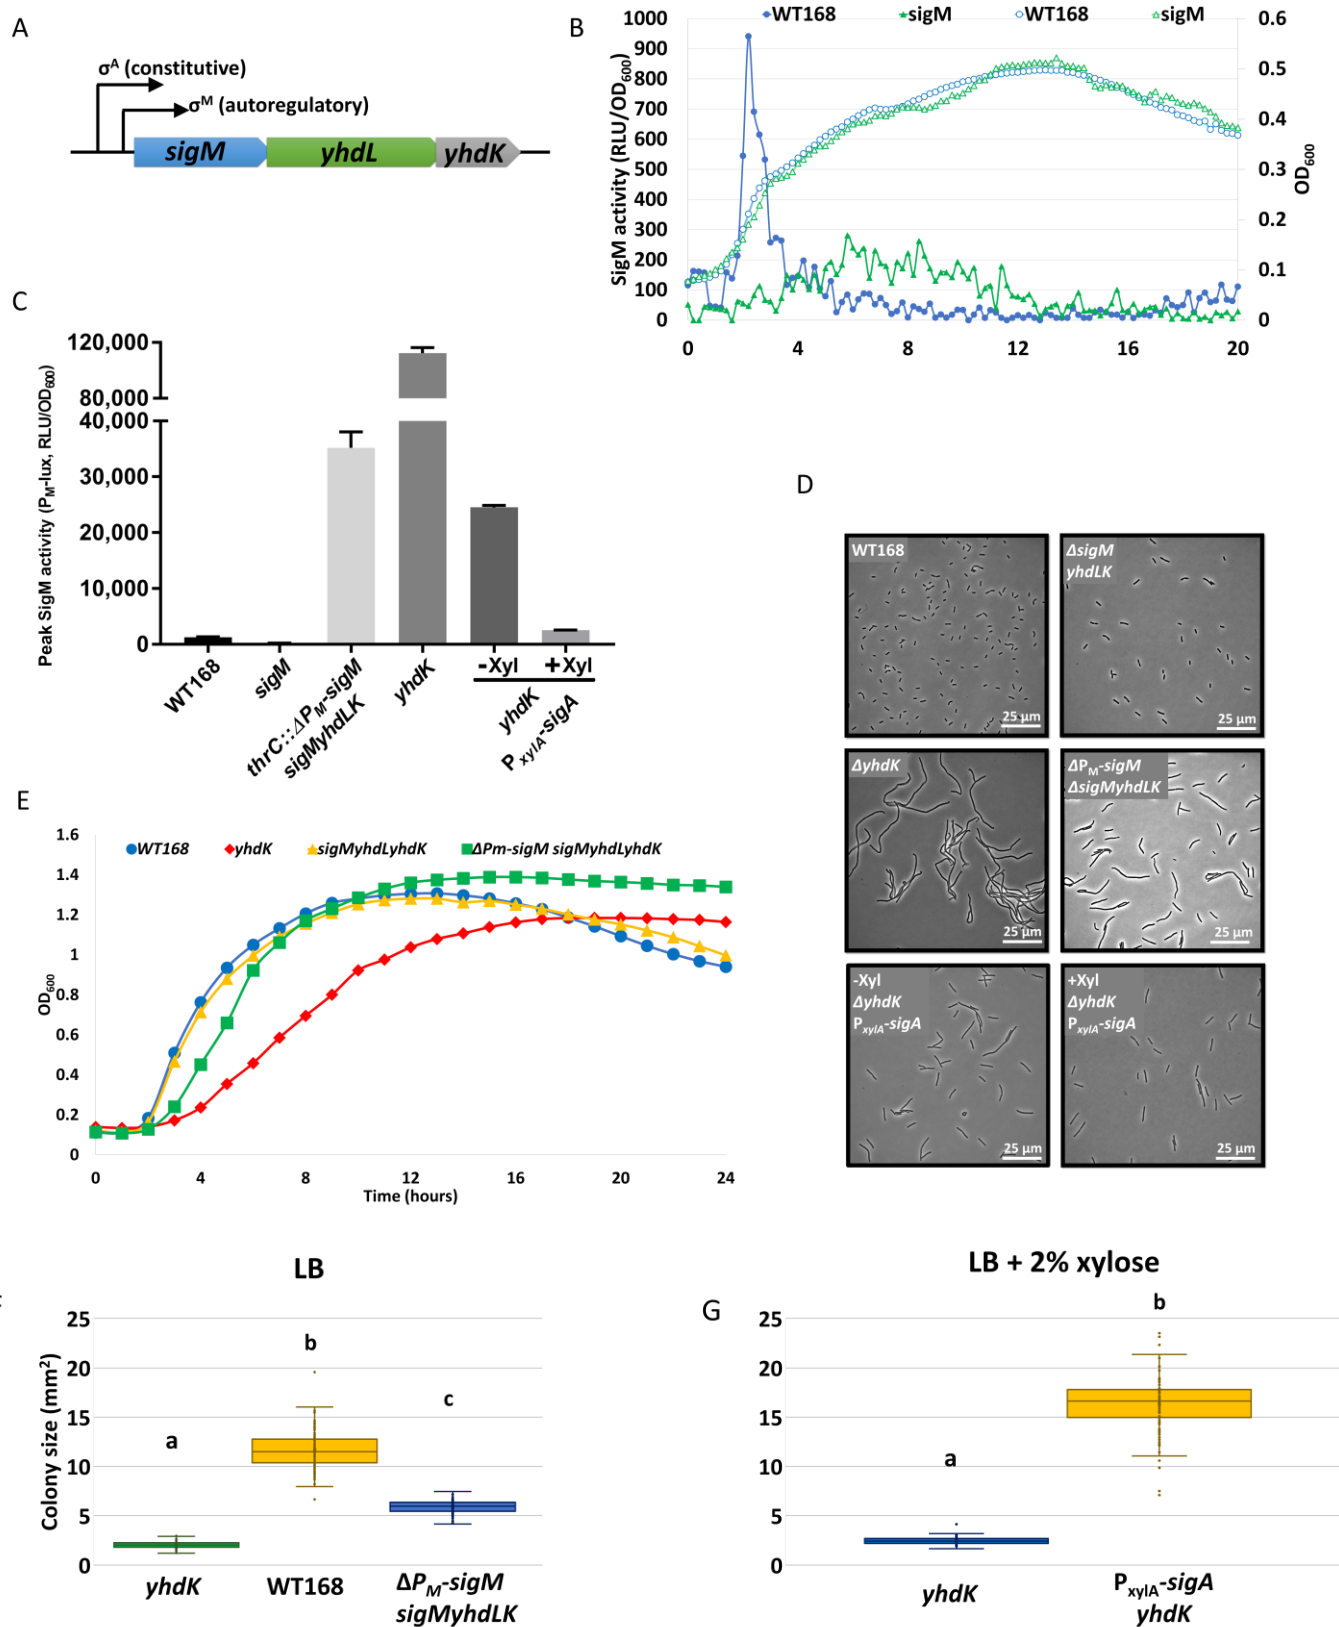 A
σᴬ (constitutive)
σᴹ (autoregulatory)
sigM
yhdL
yhdK
B
WT168
sigM
WT168
sigM
SigM activity (RLU/OD₆₀₀)
1000
900
800
700
600
500
400
300
200
100
0
0.6
0.5
0.4
0.3
0.2
0.1
0
OD₆₀₀
0
4
8
12
16
20
C
Peak SigM activity (P_M-lux, RLU/OD₆₀₀)
120,000
80,000
40,000
30,000
20,000
10,000
0
WT168
sigM
thrC::ΔP_M-sigM
sigMyhdLK
yhdK
-Xyl
+Xyl
yhdK
P_xylA-sigA
D
WT168
25 µm
ΔsigM
yhdLK
25 µm
ΔyhdK
25 µm
ΔP_M-sigM
ΔsigMyhdLK
25 µm
-Xyl
ΔyhdK
P_xylA-sigA
25 µm
+Xyl
ΔyhdK
P_xylA-sigA
25 µm
E
WT168
yhdK
sigMyhdLyhdK
ΔPm-sigM sigMyhdLyhdK
OD₆₀₀
1.6
1.4
1.2
1
0.8
0.6
0.4
0.2
0
0
4
8
12
16
20
24
Time (hours)
LB
Colony size (mm²)
25
20
15
10
5
0
a
b
c
yhdK
WT168
ΔP_M-sigM
sigMyhdLK
G
LB + 2% xylose
25
20
15
10
5
0
a
b
yhdK
P_xylA-sigA
yhdK